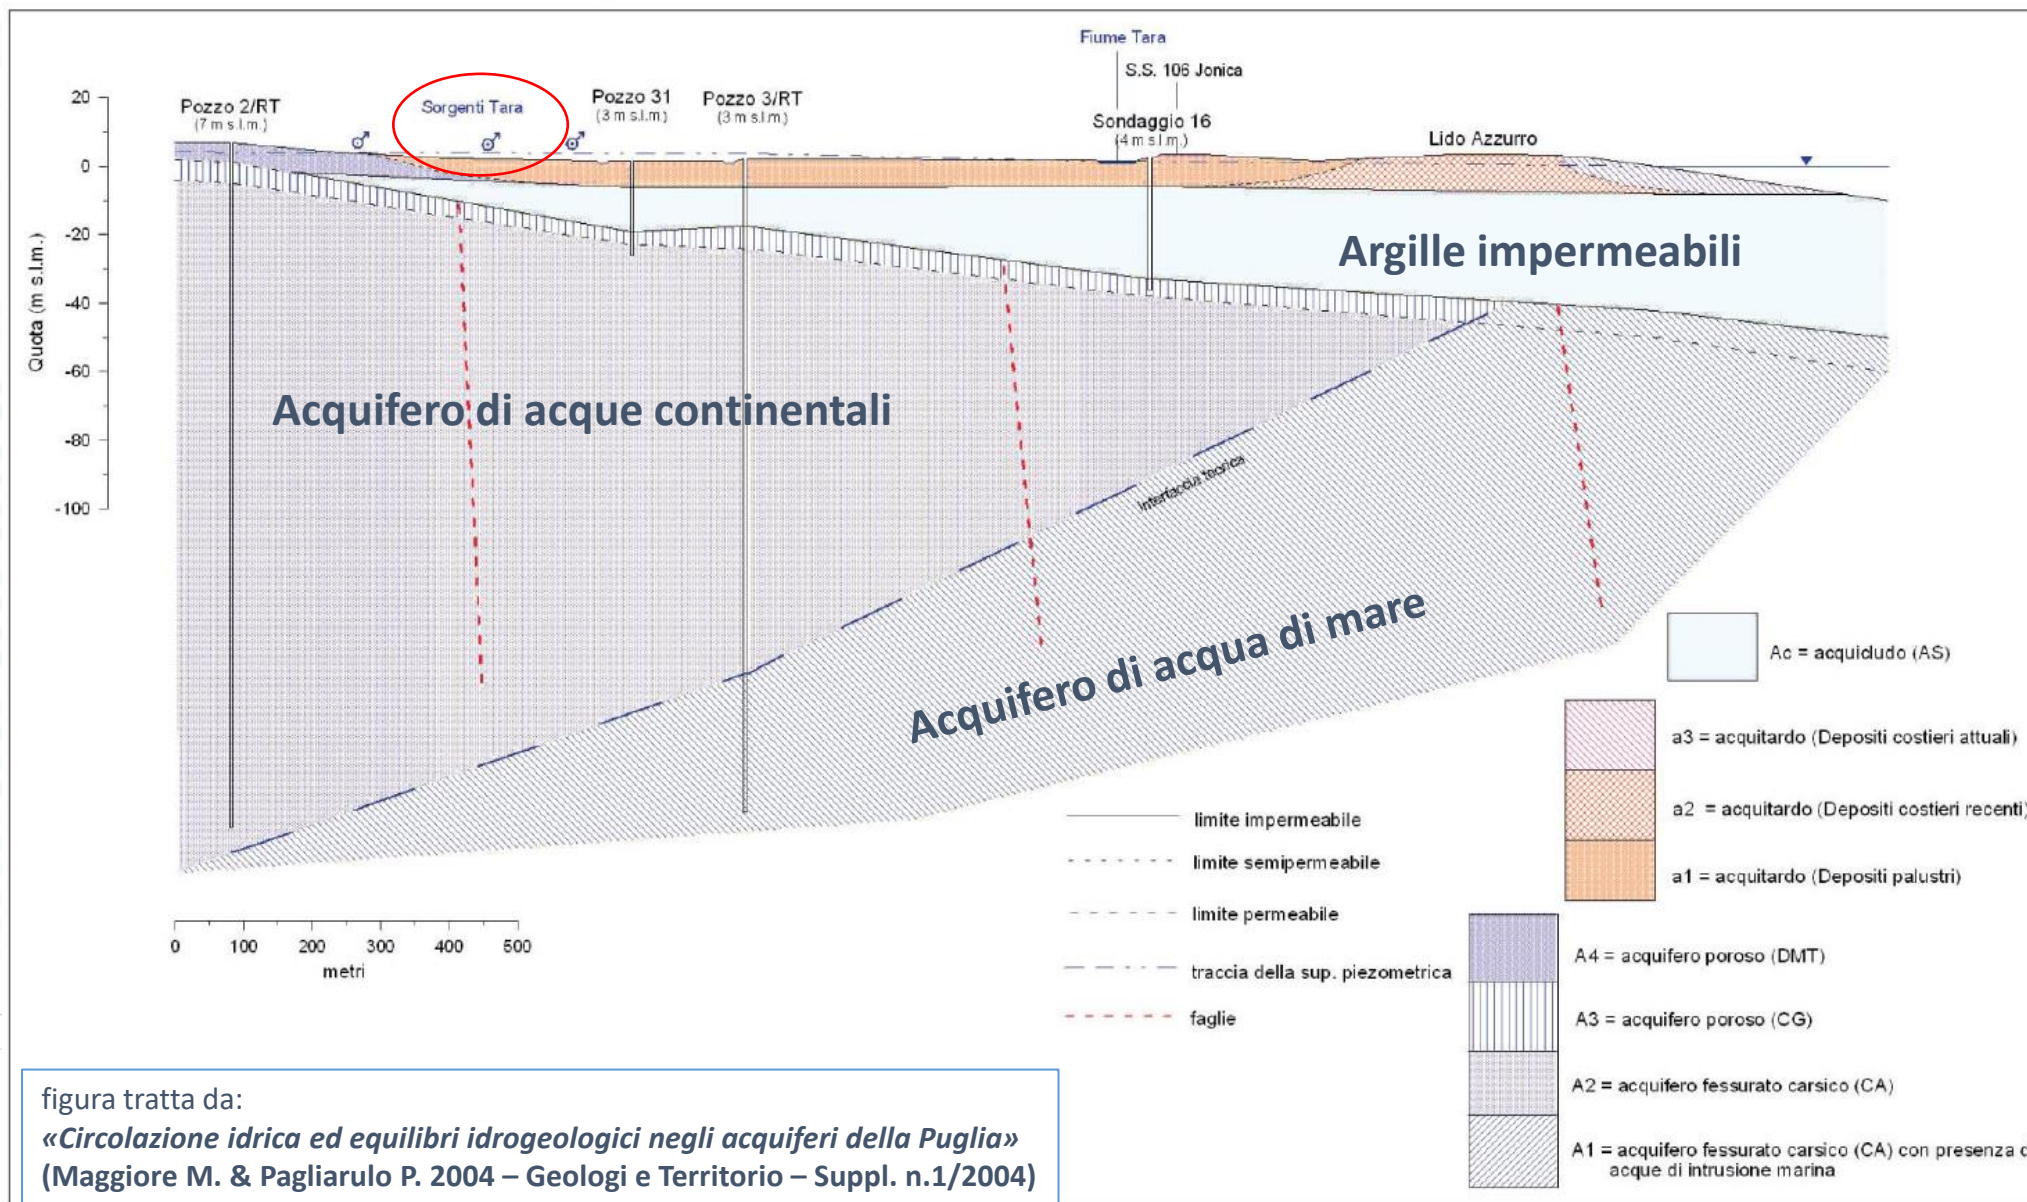 Fiume Tara
S.S. 106 Jonica
Pozzo 2/RT
(7 m s.l.m.)
Sorgenti Tara
Pozzo 31
(3 m s.l.m.)
Pozzo 3/RT
(3 m s.l.m.)
Sondaggio 16
(4 m s.l.m.)
Lido Azzurro
20
0
-20
-40
-60
-80
-100
Quota (m s.l.m.)
Argille impermeabili
Acquifero di acque continentali
Interfaccia teorica
Acquifero di acqua di mare
0 100 200 300 400 500
metri
limite impermeabile
limite semipermeabile
limite permeabile
traccia della sup. piezometrica
faglie
Ac = acquicludo (AS)
a3 = acquitardo (Depositi costieri attuali)
a2 = acquitardo (Depositi costieri recenti)
a1 = acquitardo (Depositi palustri)
A4 = acquifero poroso (DMT)
A3 = acquifero poroso (CG)
A2 = acquifero fessurato carsico (CA)
A1 = acquifero fessurato carsico (CA) con presenza d
acque di intrusione marina
figura tratta da:
«Circolazione idrica ed equilibri idrogeologici negli acquiferi della Puglia»
(Maggiore M. & Pagliarulo P. 2004 – Geologi e Territorio – Suppl. n.1/2004)